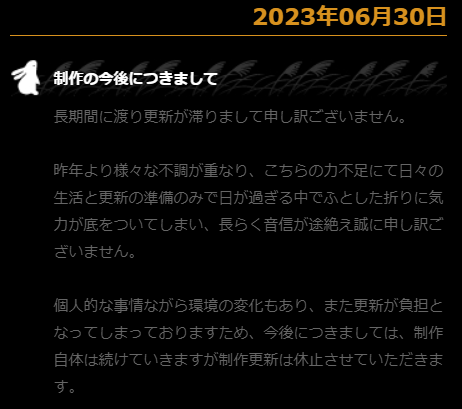 2023年06月30日
制作の今後につきまして
長期間に渡り更新が滞りまして申し訳ございません。
昨年より様々な不調が重なり、こちらの力不足にて日々の
生活と更新の準備のみで日が過ぎる中でふとした折りに気
力が底をついてしまい、長らく音信が途絶え誠に申し訳ご
ざいません。
個人的な事情ながら環境の変化もあり、また更新が負担と
なってしまっておりますため、今後につきましては、制作
自体は続けていきますが制作更新は休止させていただきま
す。